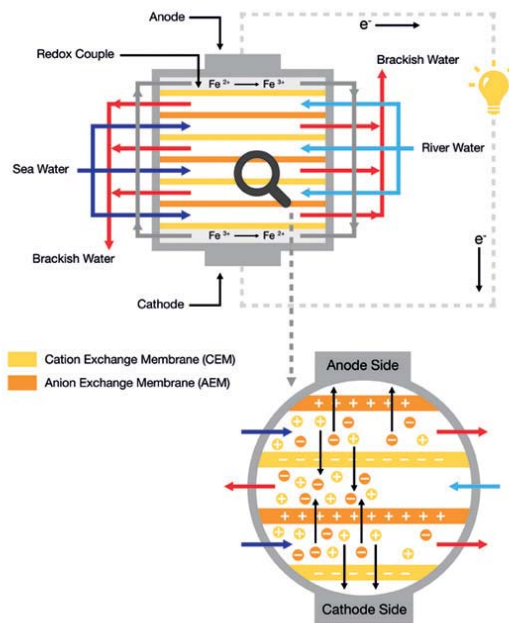 Anode
e⁻
Redox Couple
Brackish Water
Fe²⁺ → Fe³⁺
Sea Water
River Water
Fe³⁺ → Fe²⁺
e⁻
Brackish Water
Cathode
Cation Exchange Membrane (CEM)
Anion Exchange Membrane (AEM)
Anode Side
+ + + + + + + +
- - - - - - - -
+ + + + + + + +
- - - - - - - -
Cathode Side